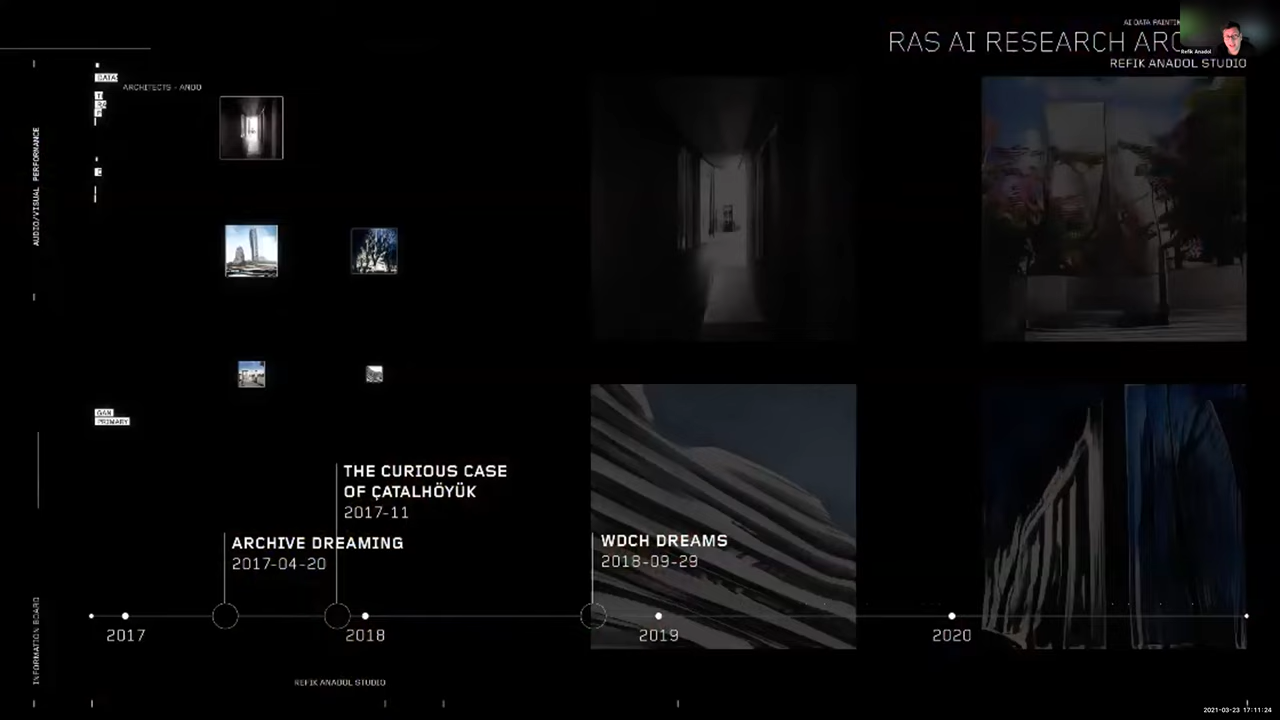 AI DATA
RAS AI RESEARCH
Refik Anadol
REFIK ANADOL STUDIO
DATA:
ARCHITECTS - ANDO
AUDIO/VISUAL PERFORMANCE
GAN
PRIMARY
THE CURIOUS CASE
OF ÇATALHÖYÜK
2017-11
ARCHIVE DREAMING
2017-04-20
WDCH DREAMS
2018-09-29
2017
2018
2019
2020
INFORMATION BOARD
REFIK ANADOL STUDIO
2021-03-23 17:11:24